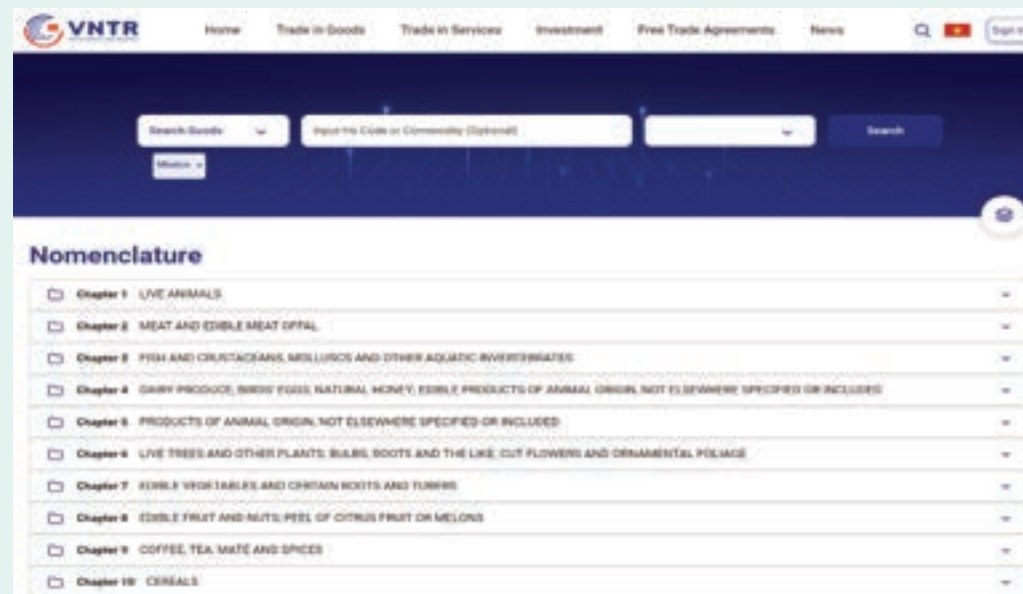 VNTR
Home Trade in Goods Trade in Services Investment Free Trade Agreements News Sign In
Search Goods Input Hs Code or Commodity (Optional) Search
Mexico
Nomenclature
Chapter 1 LIVE ANIMALS
Chapter 2 MEAT AND EDIBLE MEAT OFFAL
Chapter 3 FISH AND CRUSTACEANS, MOLLUSCS AND OTHER AQUATIC INVERTEBRATES
Chapter 4 DAIRY PRODUCE; BIRDS' EGGS; NATURAL HONEY; EDIBLE PRODUCTS OF ANIMAL ORIGIN, NOT ELSEWHERE SPECIFIED OR INCLUDED
Chapter 5 PRODUCTS OF ANIMAL ORIGIN, NOT ELSEWHERE SPECIFIED OR INCLUDED
Chapter 6 LIVE TREES AND OTHER PLANTS; BULBS, ROOTS AND THE LIKE; CUT FLOWERS AND ORNAMENTAL FOLIAGE
Chapter 7 EDIBLE VEGETABLES AND CERTAIN ROOTS AND TUBERS
Chapter 8 EDIBLE FRUIT AND NUTS; PEEL OF CITRUS FRUIT OR MELONS
Chapter 9 COFFEE, TEA, MATÉ AND SPICES
Chapter 10 CEREALS